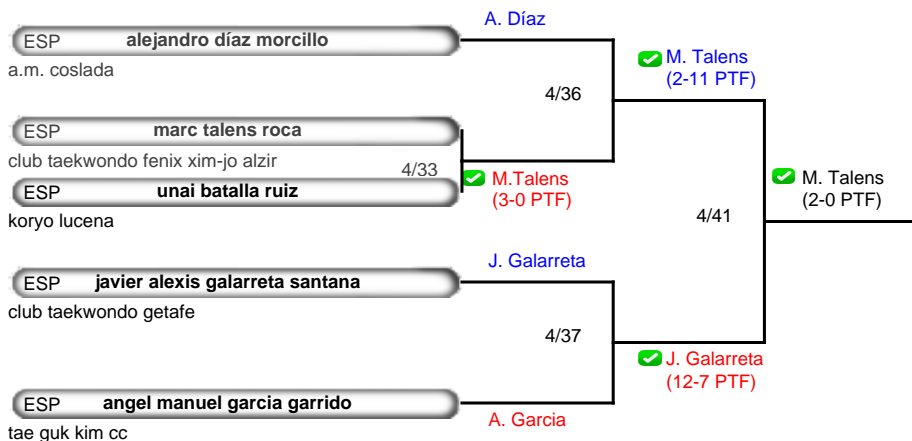 A. Díaz
ESP alejandro díaz morcillo
a.m. coslada
M. Talens
(2-11 PTF)
4/36
ESP marc talens roca
club taekwondo fenix xim-jo alzir
4/33
M.Talens
(3-0 PTF)
ESP unai batalla ruiz
koryo lucena
M. Talens
(2-0 PTF)
4/41
J. Galarreta
ESP javier alexis galarreta santana
club taekwondo getafe
4/37
J. Galarreta
(12-7 PTF)
ESP angel manuel garcia garrido
A. Garcia
tae guk kim cc